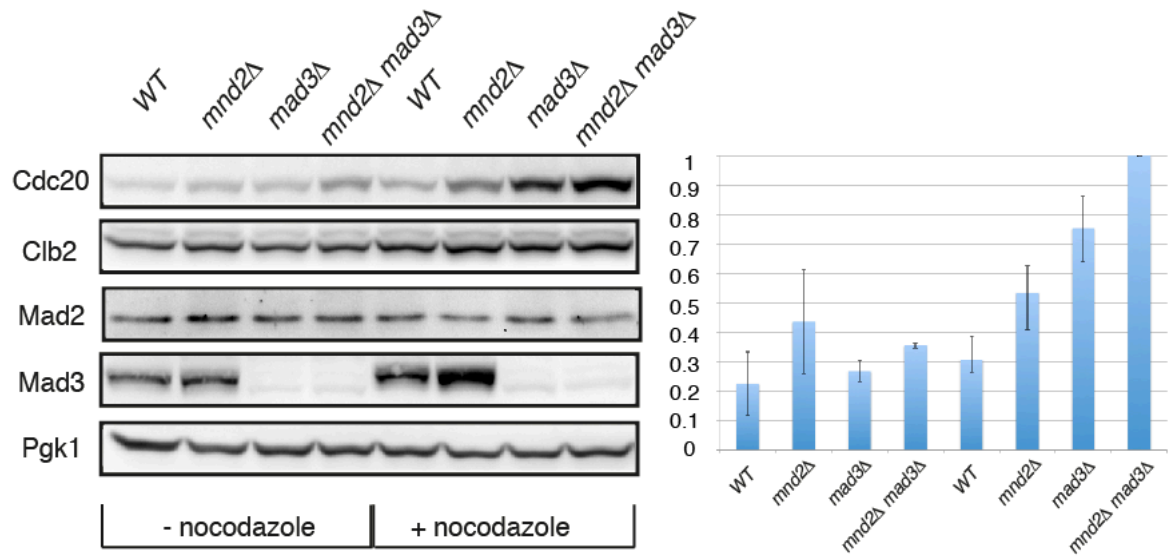 WT mnd2Δ mad3Δ mnd2Δ mad3Δ WT mnd2Δ mad3Δ mnd2Δ mad3Δ
Cdc20
Clb2
Mad2
Mad3
Pgk1
- nocodazole + nocodazole
1
0.9
0.8
0.7
0.6
0.5
0.4
0.3
0.2
0.1
0
WT mnd2Δ mad3Δ mnd2Δ mad3Δ WT mnd2Δ mad3Δ mnd2Δ mad3Δ